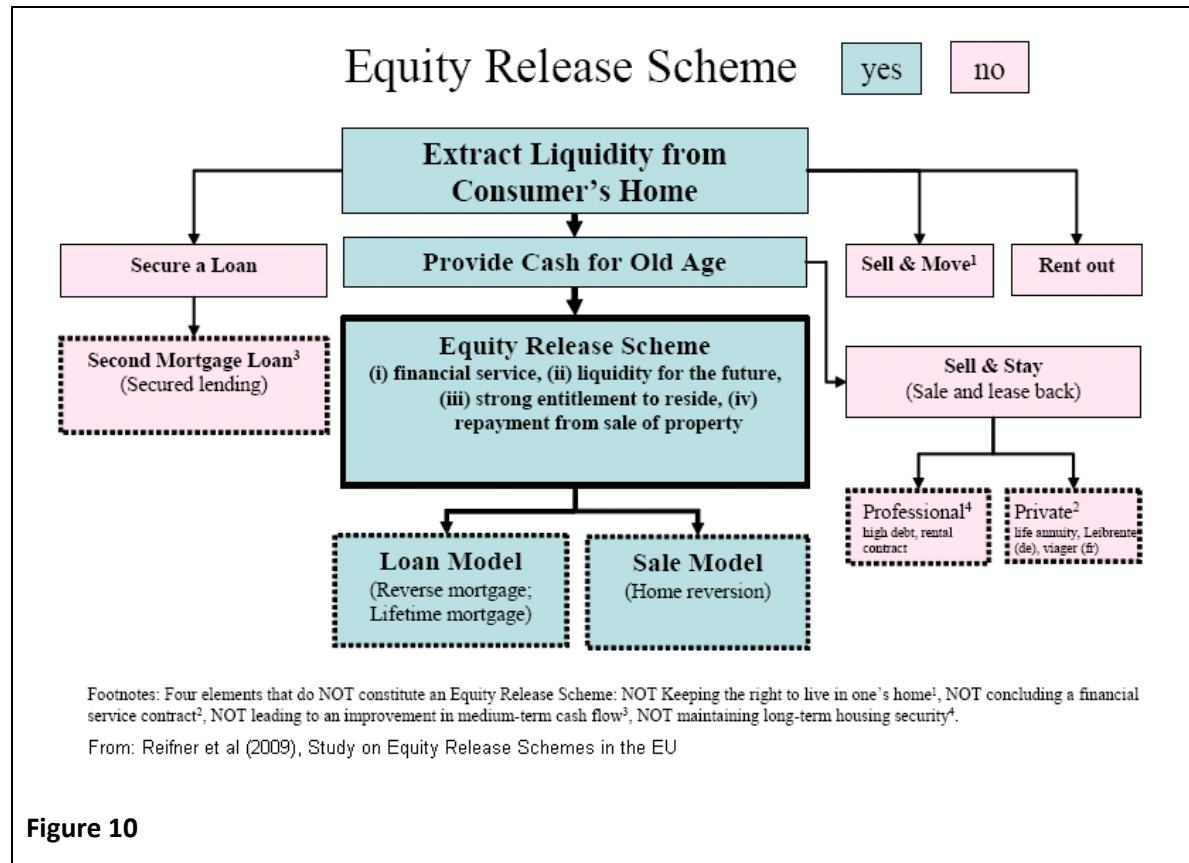 Equity Release Scheme
yes
no
Extract Liquidity from
Consumer's Home
Secure a Loan
Provide Cash for Old Age
Sell & Move¹
Rent out
Second Mortgage Loan³
(Secured lending)
Equity Release Scheme
(i) financial service, (ii) liquidity for the future,
(iii) strong entitlement to reside, (iv)
repayment from sale of property
Sell & Stay
(Sale and lease back)
Professional⁴
high debt, rental
contract
Private²
life annuity, Leibrente
(de), viager (fr)
Loan Model
(Reverse mortgage;
Lifetime mortgage)
Sale Model
(Home reversion)
Footnotes: Four elements that do NOT constitute an Equity Release Scheme: NOT Keeping the right to live in one's home¹, NOT concluding a financial
service contract², NOT leading to an improvement in medium-term cash flow³, NOT maintaining long-term housing security⁴.
From: Reifner et al (2009), Study on Equity Release Schemes in the EU
Figure 10